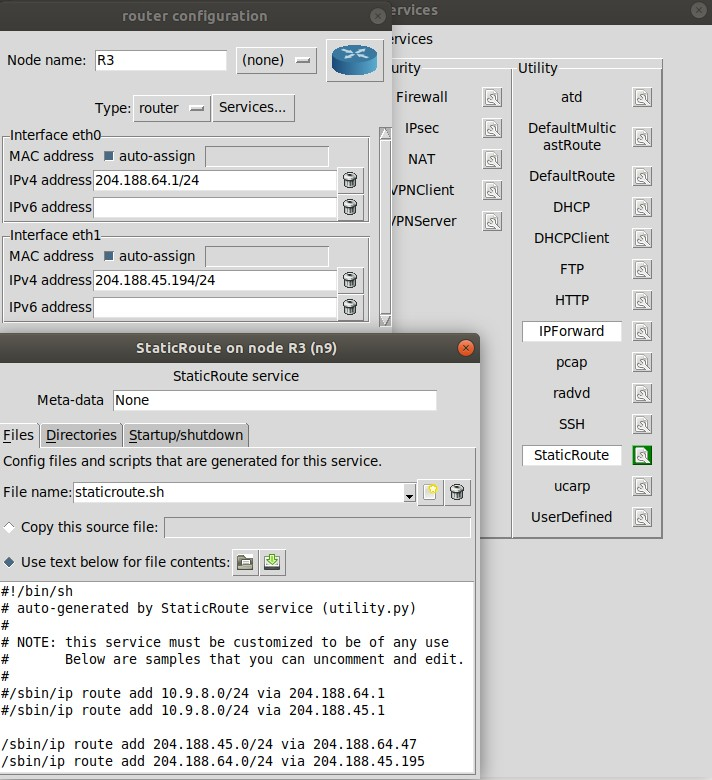 router configuration
Node name: R3 (none)
Type: router Services...
Interface eth0
MAC address auto-assign
IPv4 address 204.188.64.1/24
IPv6 address
Interface eth1
MAC address auto-assign
IPv4 address 204.188.45.194/24
IPv6 address
ervices
ervices
urity
Firewall
IPsec
NAT
VPNClient
VPNServer
Utility
atd
DefaultMultic
astRoute
DefaultRoute
DHCP
DHCPClient
FTP
HTTP
IPForward
pcap
radvd
SSH
StaticRoute
ucarp
UserDefined
StaticRoute on node R3 (n9)
StaticRoute service
Meta-data None
Files Directories Startup/shutdown
Config files and scripts that are generated for this service.
File name: staticroute.sh
Copy this source file:
Use text below for file contents:
#!/bin/sh
# auto-generated by StaticRoute service (utility.py)
#
# NOTE: this service must be customized to be of any use
#       Below are samples that you can uncomment and edit.
#
#/sbin/ip route add 10.9.8.0/24 via 204.188.64.1
#/sbin/ip route add 10.9.8.0/24 via 204.188.45.1
/sbin/ip route add 204.188.45.0/24 via 204.188.64.47
/sbin/ip route add 204.188.64.0/24 via 204.188.45.195